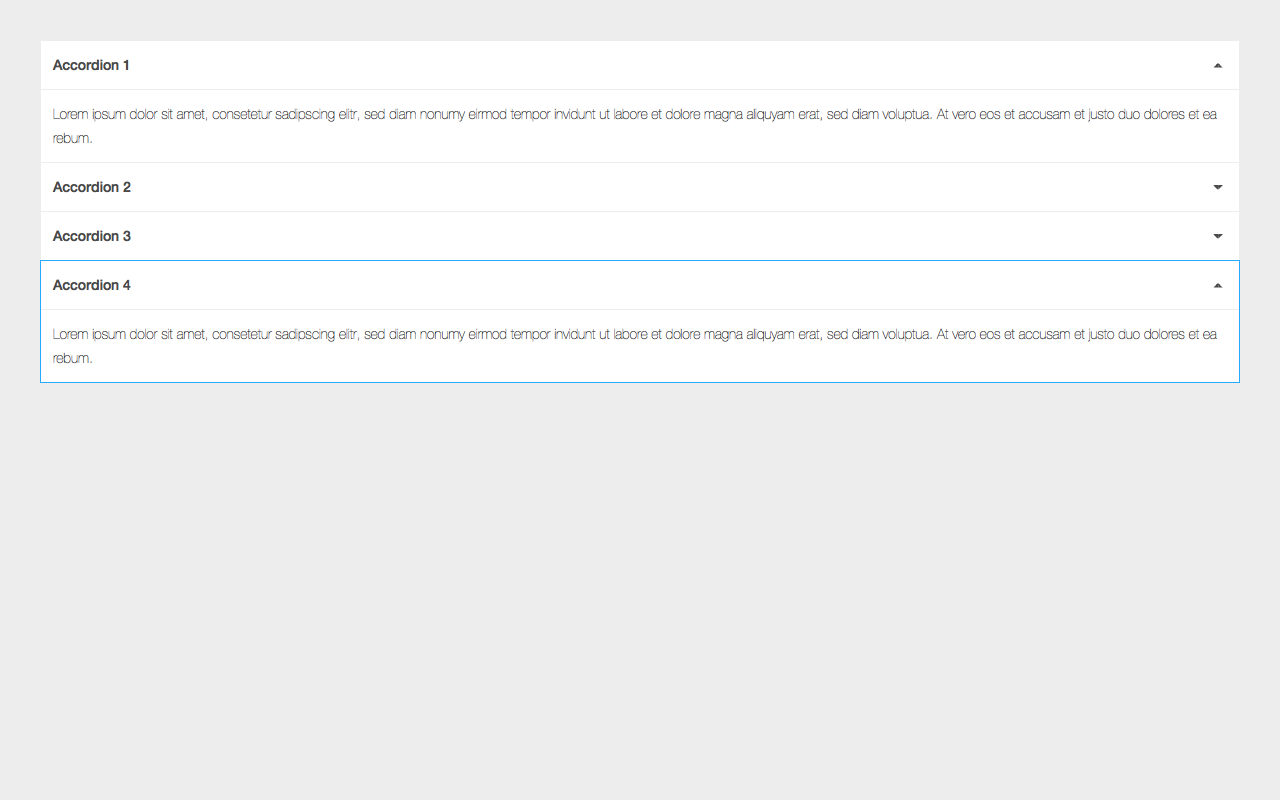 Accordion 1
Lorem ipsum dolor sit amet, consetetur sadipscing elitr, sed diam nonumy eirmod tempor invidunt ut labore et dolore magna aliquyam erat, sed diam voluptua. At vero eos et accusam et justo duo dolores et ea
rebum.
Accordion 2
Accordion 3
Accordion 4
Lorem ipsum dolor sit amet, consetetur sadipscing elitr, sed diam nonumy eirmod tempor invidunt ut labore et dolore magna aliquyam erat, sed diam voluptua. At vero eos et accusam et justo duo dolores et ea
rebum.